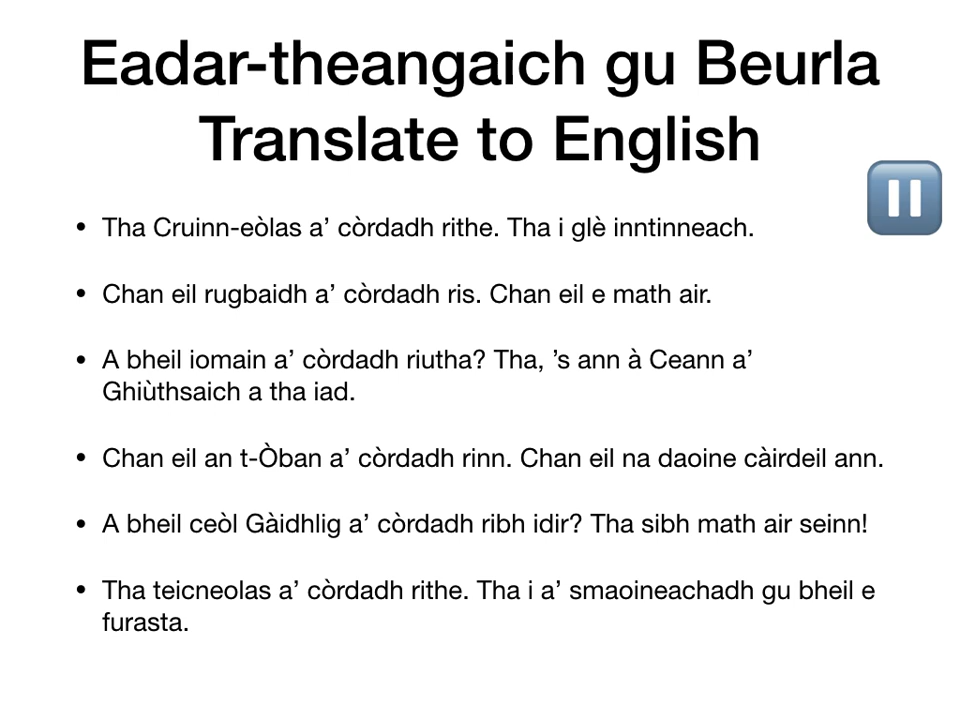 Eadar-theangaich gu Beurla
Translate to English
• Tha Cruinn-eòlas a’ còrdadh rithe. Tha i glè inntinneach.
• Chan eil rugbaidh a’ còrdadh ris. Chan eil e math air.
• A bheil iomain a’ còrdadh riutha? Tha, ’s ann à Ceann a’
Ghiùthsaich a tha iad.
• Chan eil an t-Òban a’ còrdadh rinn. Chan eil na daoine càirdeil ann.
• A bheil ceòl Gàidhlig a’ còrdadh ribh idir? Tha sibh math air seinn!
• Tha teicneolas a’ còrdadh rithe. Tha i a’ smaoineachadh gu bheil e
furasta.